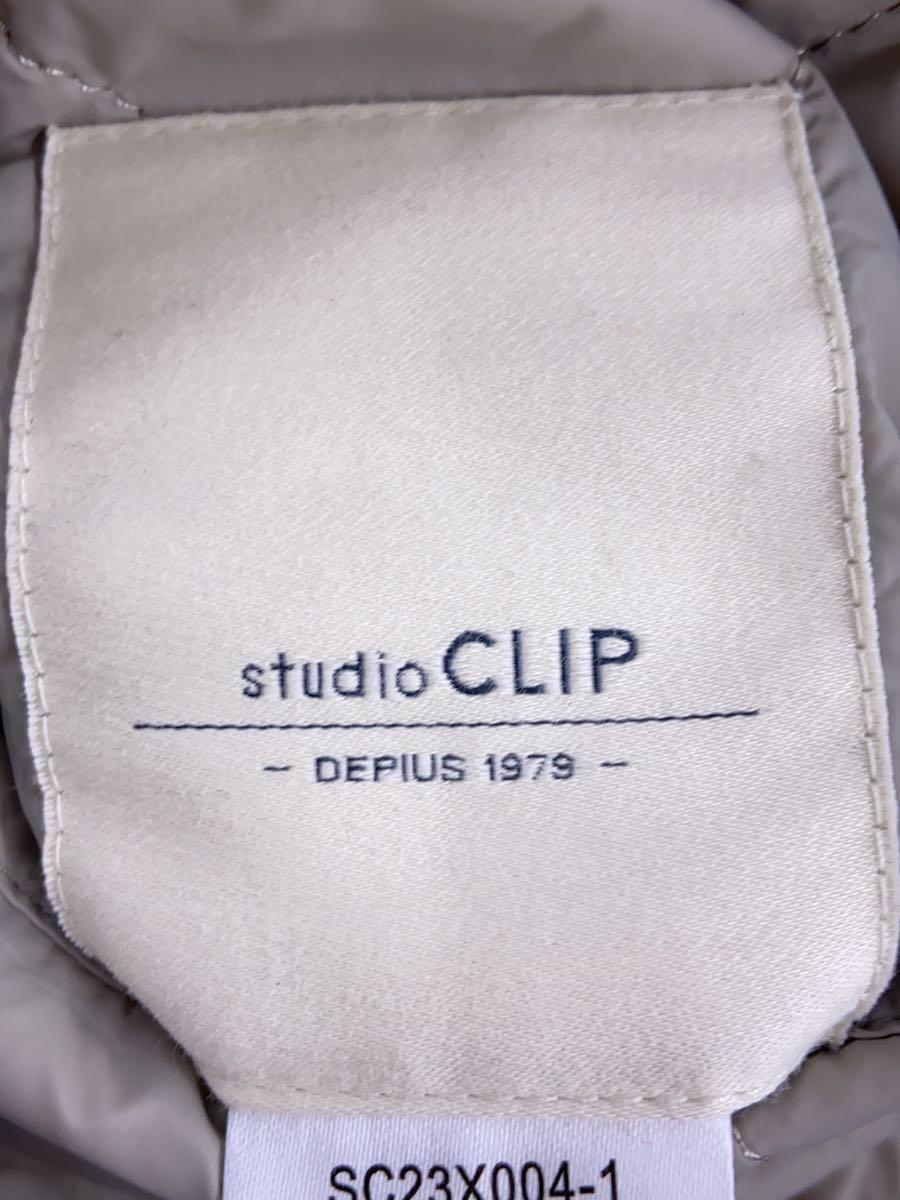 studio CLIP
- DEPIUS 1979 -
SC23X004-1